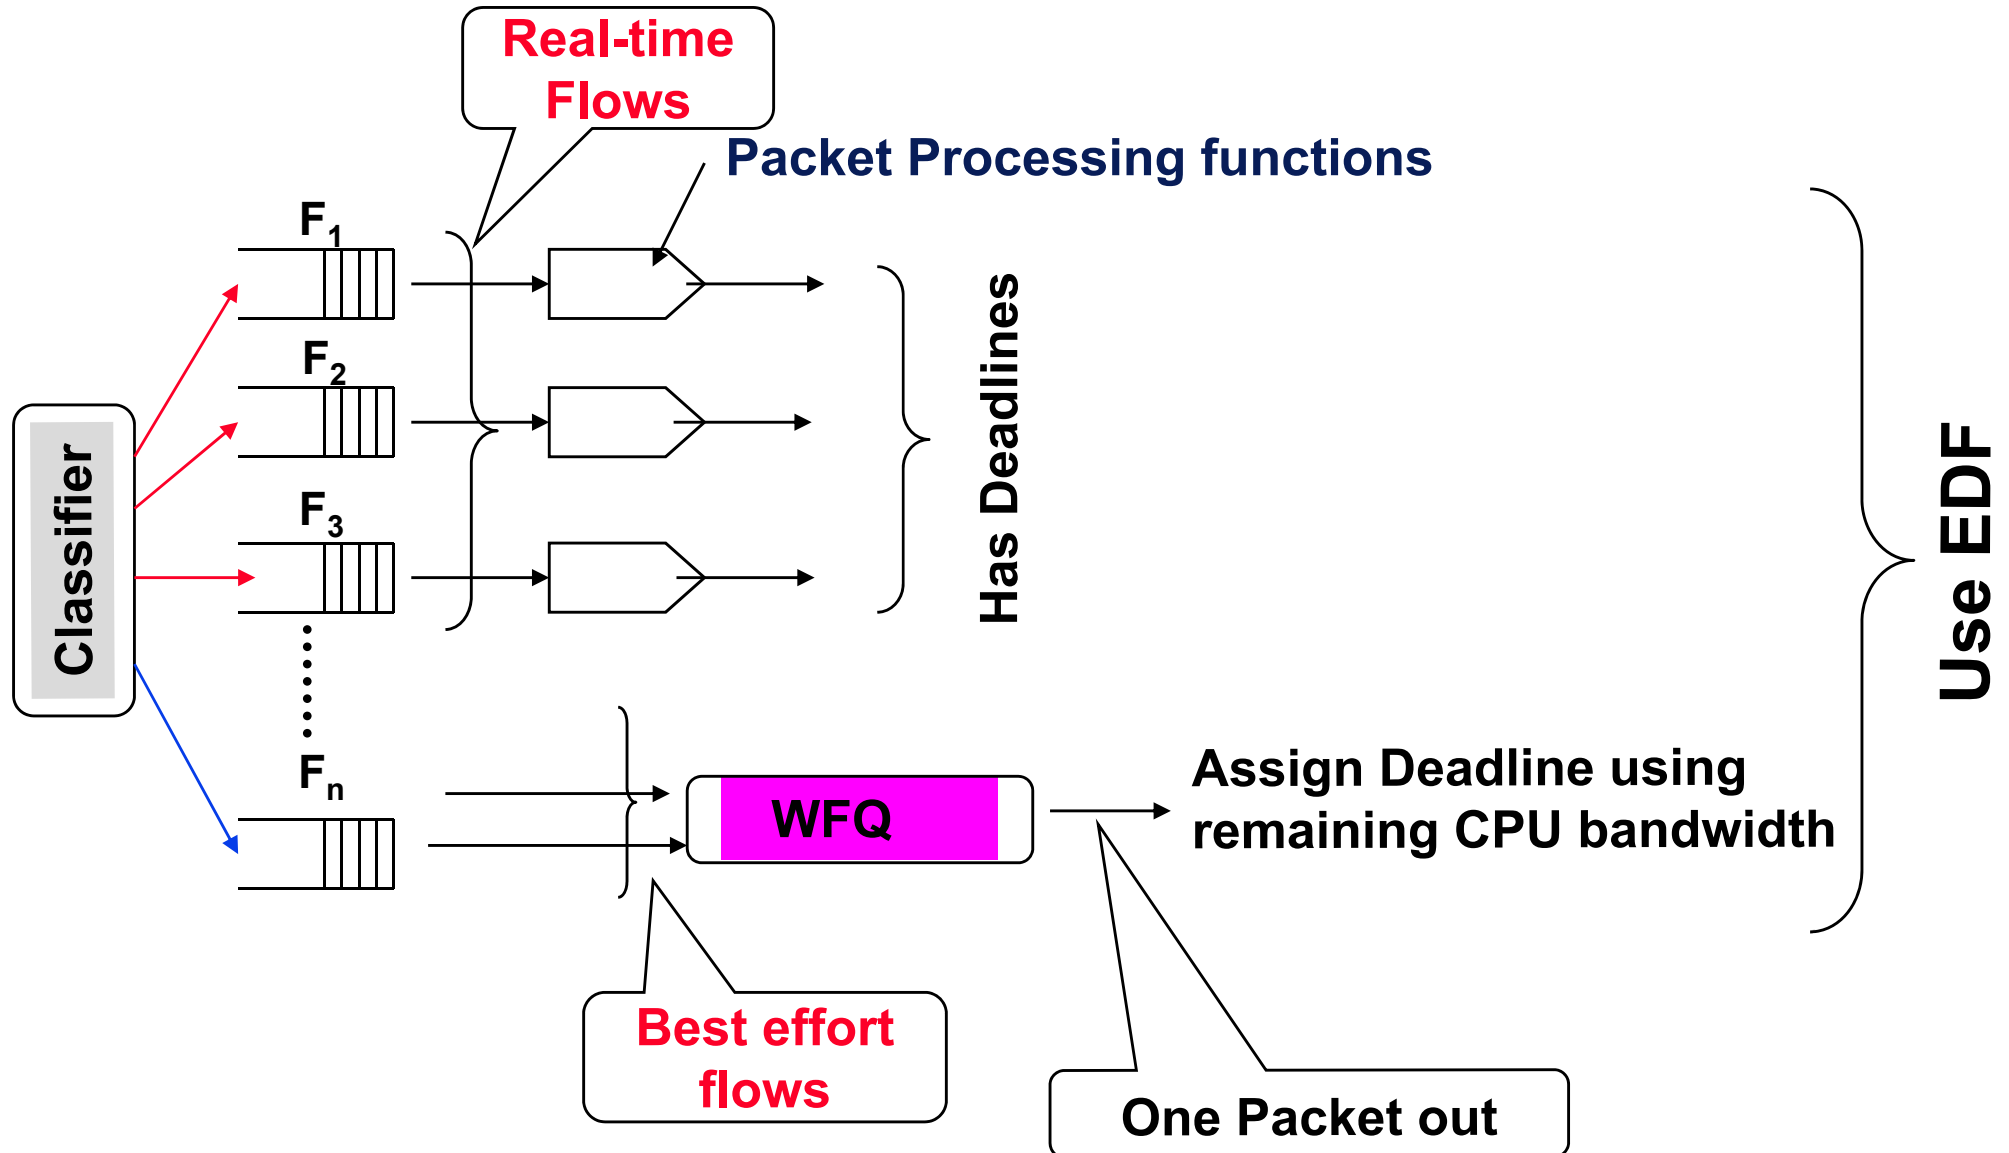 Real-time
Flows
Packet Processing functions
F1
F2
F3
Fn
Classifier
Has Deadlines
Use EDF
WFQ
Assign Deadline using
remaining CPU bandwidth
Best effort
flows
One Packet out